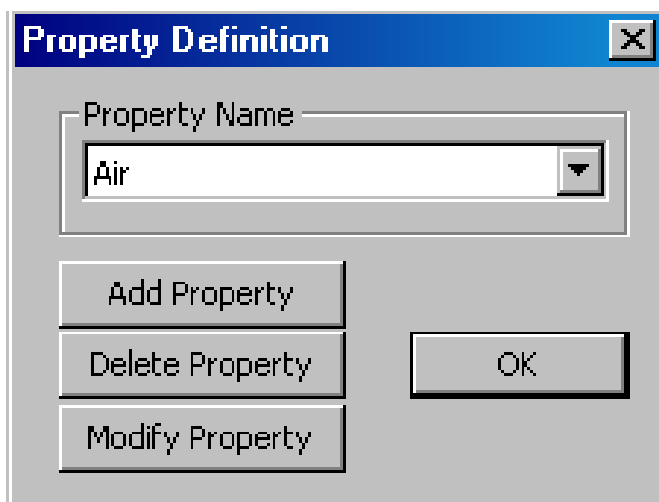 Property Definition
Property Name
Air
Add Property
Delete Property
OK
Modify Property